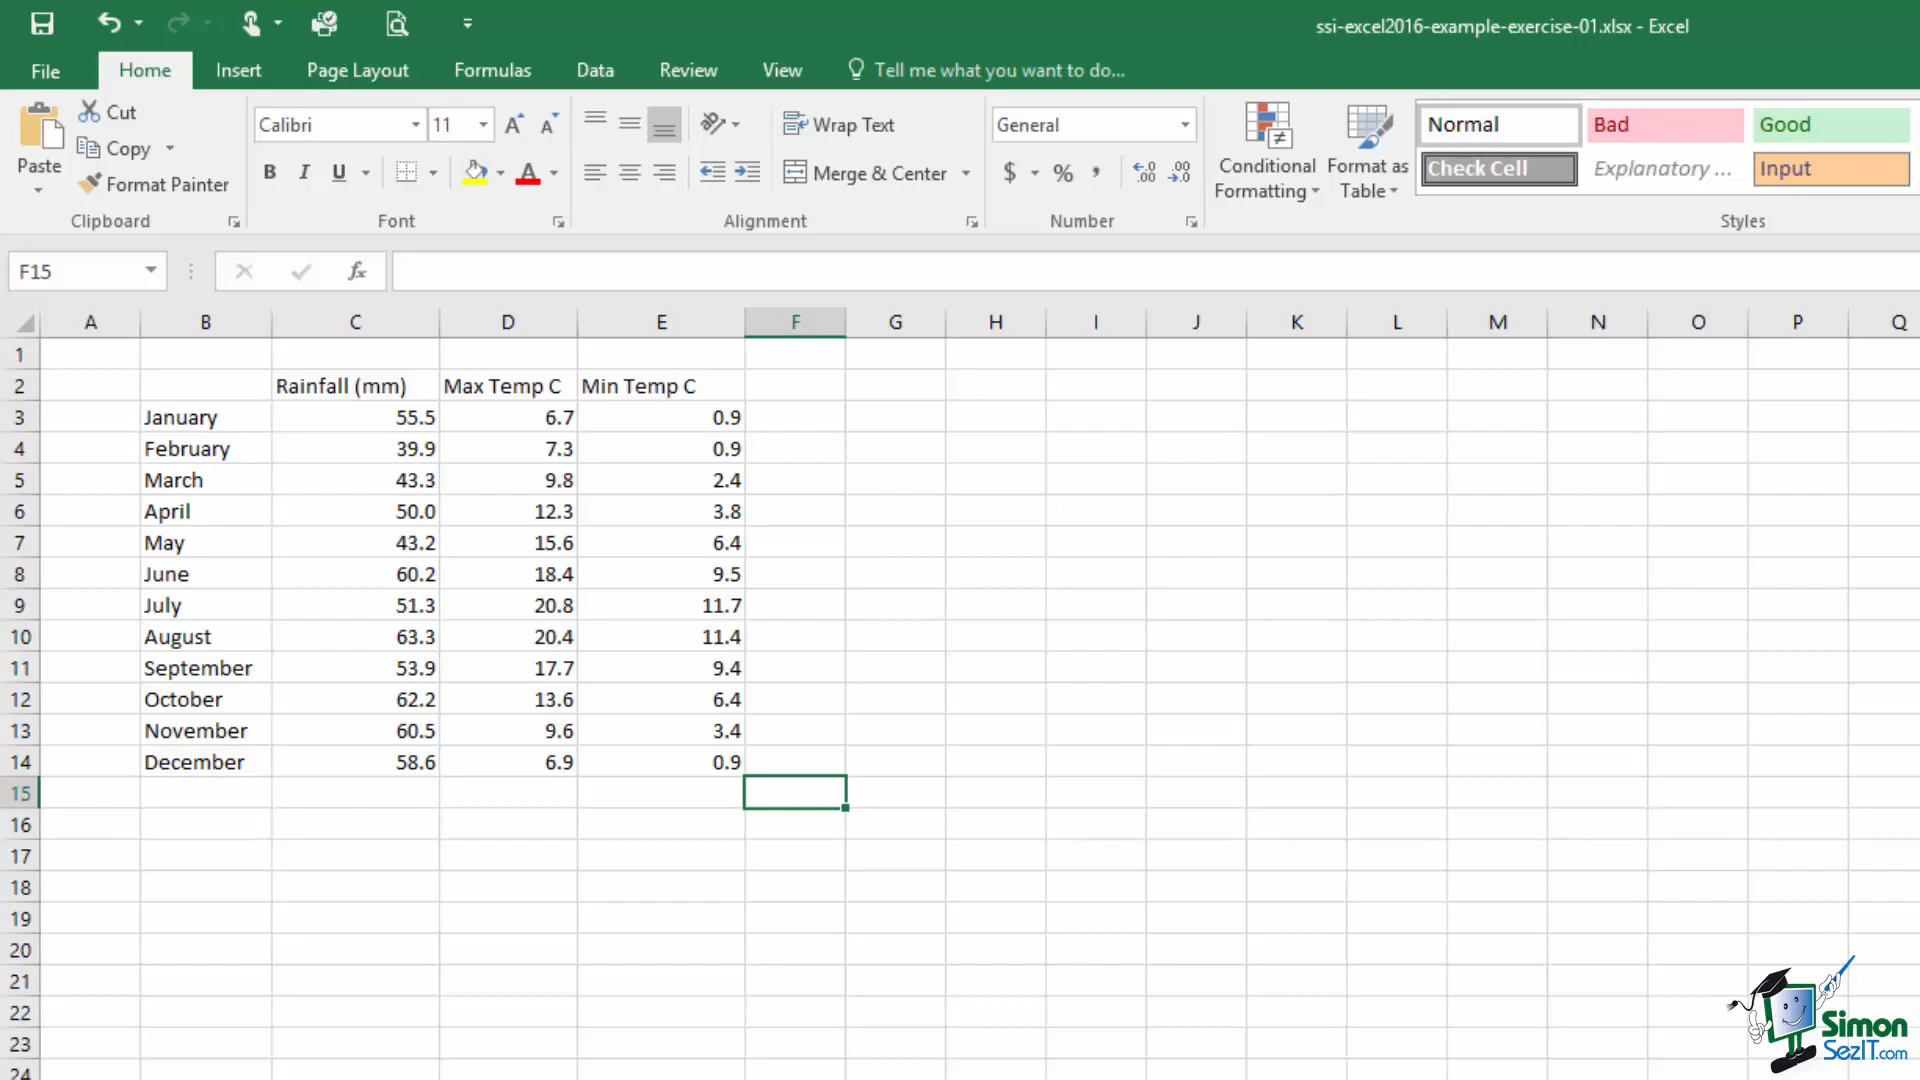 ssi-excel2016-example-exercise-01.xlsx - Excel
File Home Insert Page Layout Formulas Data Review View Tell me what you want to do...
Paste Cut Copy Format Painter Clipboard
Calibri 11 A A B I U A Font
Wrap Text Merge & Center Alignment
General $ % , .0 .00 .00 .0 Number
Conditional Formatting Format as Table
Normal Bad Good
Check Cell Explanatory ... Input
Styles
F15 fx
A B C D E F G H I J K L M N O P Q
1
2 Rainfall (mm) Max Temp C Min Temp C
3 January 55.5 6.7 0.9
4 February 39.9 7.3 0.9
5 March 43.3 9.8 2.4
6 April 50.0 12.3 3.8
7 May 43.2 15.6 6.4
8 June 60.2 18.4 9.5
9 July 51.3 20.8 11.7
10 August 63.3 20.4 11.4
11 September 53.9 17.7 9.4
12 October 62.2 13.6 6.4
13 November 60.5 9.6 3.4
14 December 58.6 6.9 0.9
15
16
17
18
19
20
21
22
23
24
Simon
SezIT.com